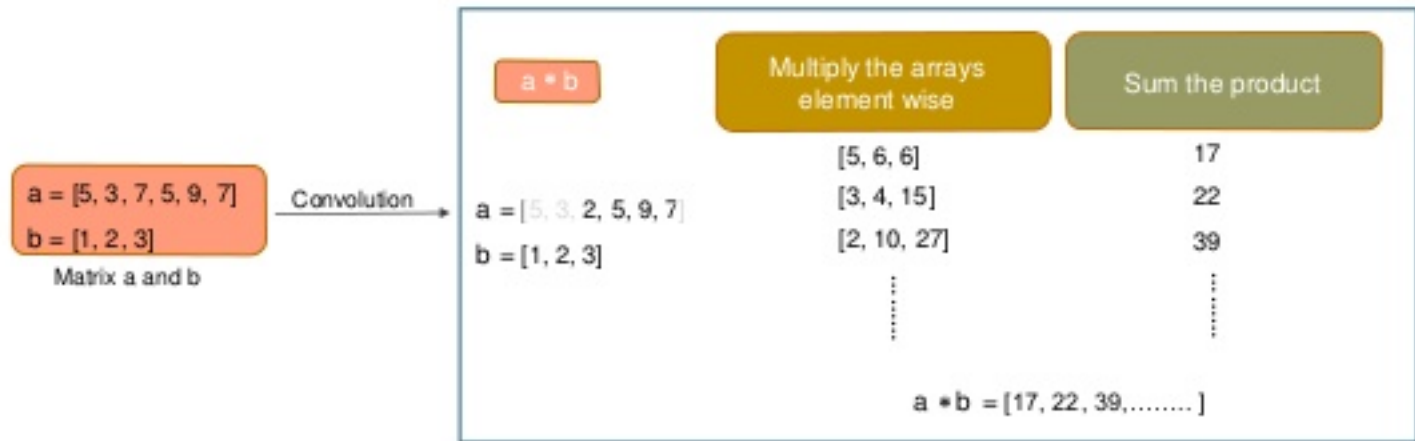 a = [5, 3, 7, 5, 9, 7]
b = [1, 2, 3]
Matrix a and b
Convolution
a * b
a = [5, 3, 2, 5, 9, 7]
b = [1, 2, 3]
Multiply the arrays
element wise
[5, 6, 6]
[3, 4, 15]
[2, 10, 27]
Sum the product
17
22
39
a * b = [17, 22, 39,........ ]